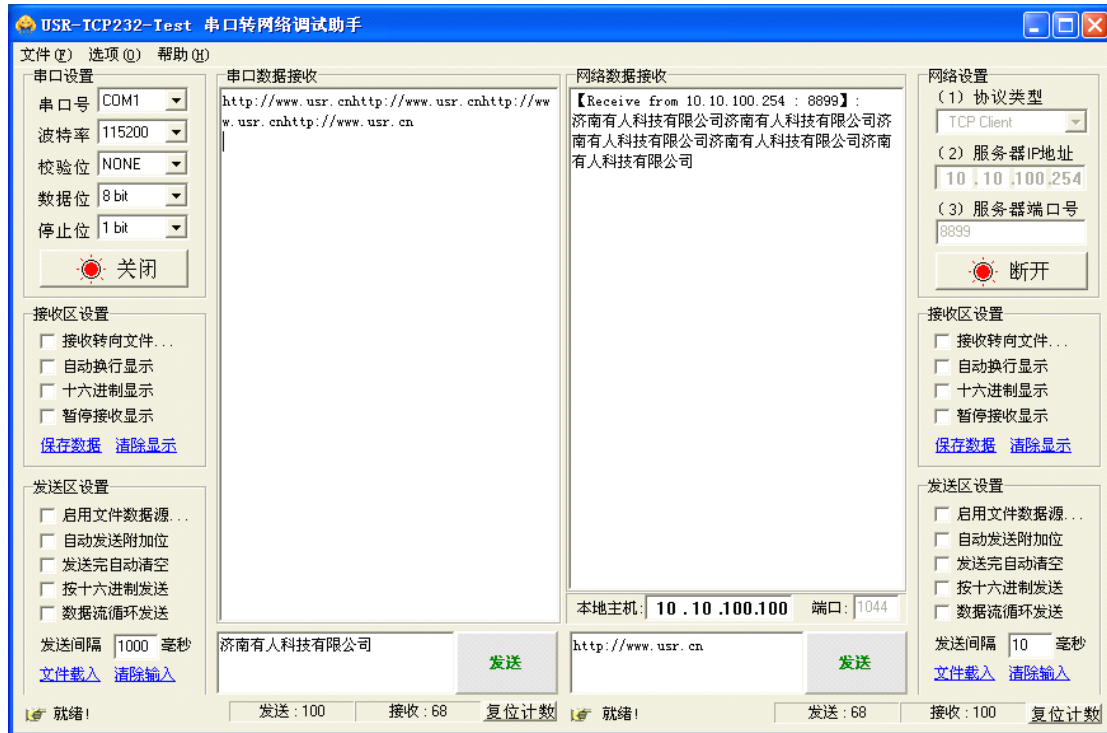 USR-TCP232-Test 串口转网络调试助手
文件(F) 选项(O) 帮助(H)
串口设置
串口号 COM1
波特率 115200
校验位 NONE
数据位 8 bit
停止位 1 bit
关闭
接收区设置
接收转向文件...
自动换行显示
十六进制显示
暂停接收显示
保存数据 清除显示
发送区设置
启用文件数据源...
自动发送附加位
发送完自动清空
按十六进制发送
数据流循环发送
发送间隔 1000 毫秒
文件载入 清除输入
就绪!
串口数据接收
http://www.usr.cnhttp://www.usr.cnhttp://ww
w.usr.cnhttp://www.usr.cn
济南有人科技有限公司
发送
发送:100 接收:68 复位计数
网络数据接收
【Receive from 10.10.100.254 : 8899】:
济南有人科技有限公司济南有人科技有限公司济
南有人科技有限公司济南有人科技有限公司济南
有人科技有限公司
本地主机: 10 .10 .100.100 端口: 1044
http://www.usr.cn
发送
就绪! 发送:68 接收:100 复位计数
网络设置
(1) 协议类型
TCP Client
(2) 服务器IP地址
10 .10 .100.254
(3) 服务器端口号
8899
断开
接收区设置
接收转向文件...
自动换行显示
十六进制显示
暂停接收显示
保存数据 清除显示
发送区设置
启用文件数据源...
自动发送附加位
发送完自动清空
按十六进制发送
数据流循环发送
发送间隔 10 毫秒
文件载入 清除输入